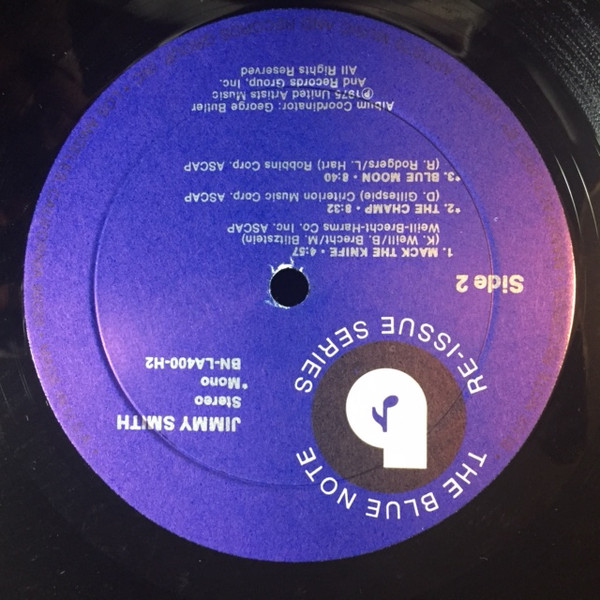 THE BLUE NOTE
RE-ISSUE SERIES
JIMMY SMITH
Stereo
*Mono
BN-LA400-H2
Side 2
1. MACK THE KNIFE • 4:57
(K. Weill/B. Brecht/M. Blitzstein)
Weill-Brecht-Harms Co. Inc. ASCAP
*2. THE CHAMP • 8:32
(D. Gillespie) Criterion Music Corp. ASCAP
*3. BLUE MOON • 8:40
(R. Rodgers/L. Hart) Robbins Corp. ASCAP
Album Coordinator: George Butler
℗1975 United Artists Music
And Records Group, Inc.
All Rights Reserved